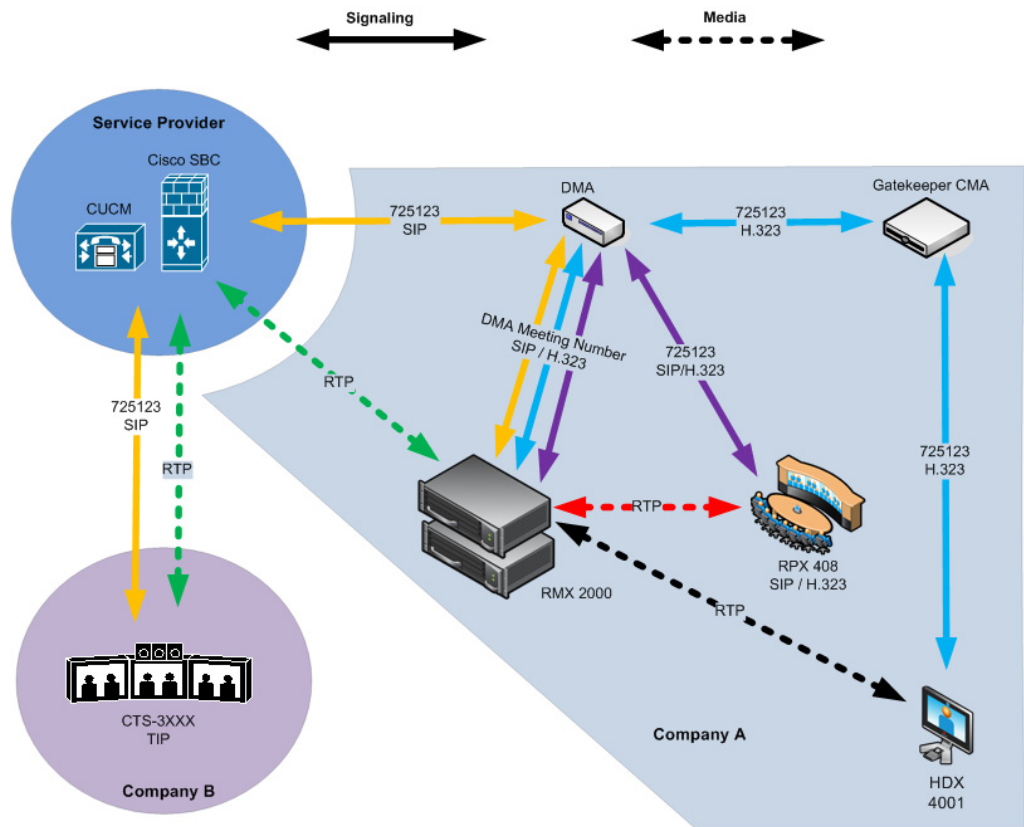 Signaling
Media
Service Provider
Cisco SBC
CUCM
DMA
Gatekeeper CMA
725123
SIP
725123
H.323
DMA Meeting Number
SIP / H.323
725123
SIP/H.323
RTP
725123
SIP
RTP
725123
H.323
RTP
RPX 408
SIP / H.323
RMX 2000
RTP
CTS-3XXX
TIP
Company A
Company B
HDX
4001